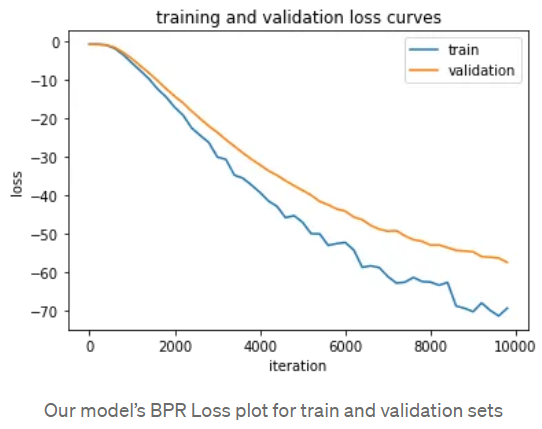 training and validation loss curves
train
validation
0
−10
−20
−30
−40
−50
−60
−70
loss
0
2000
4000
6000
8000
10000
iteration
Our model’s BPR Loss plot for train and validation sets